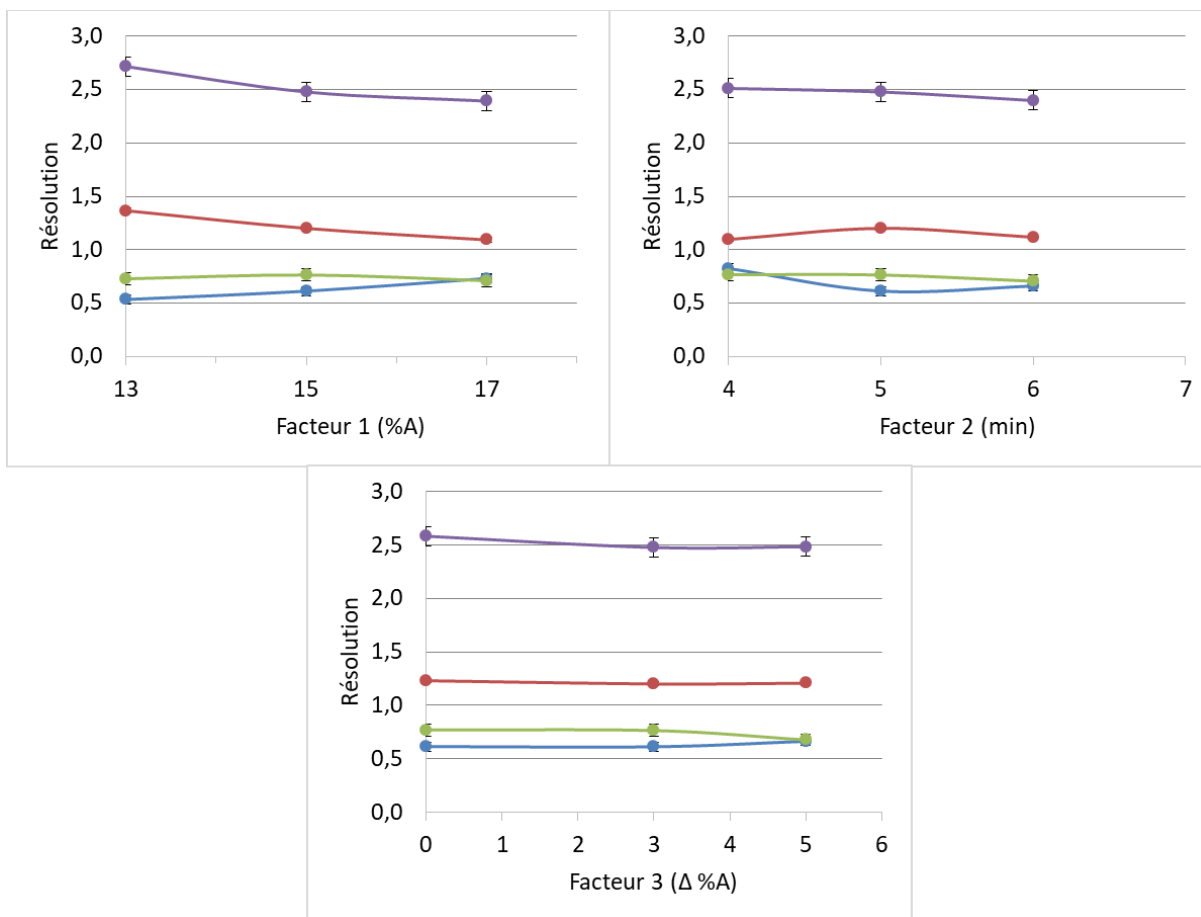 3,0
2,5
2,0
1,5
1,0
0,5
0,0
Résolution
13 15 17
Facteur 1 (%A)
3,0
2,5
2,0
1,5
1,0
0,5
0,0
Résolution
4 5 6 7
Facteur 2 (min)
3,0
2,5
2,0
1,5
1,0
0,5
0,0
Résolution
0 1 2 3 4 5 6
Facteur 3 (Δ %A)